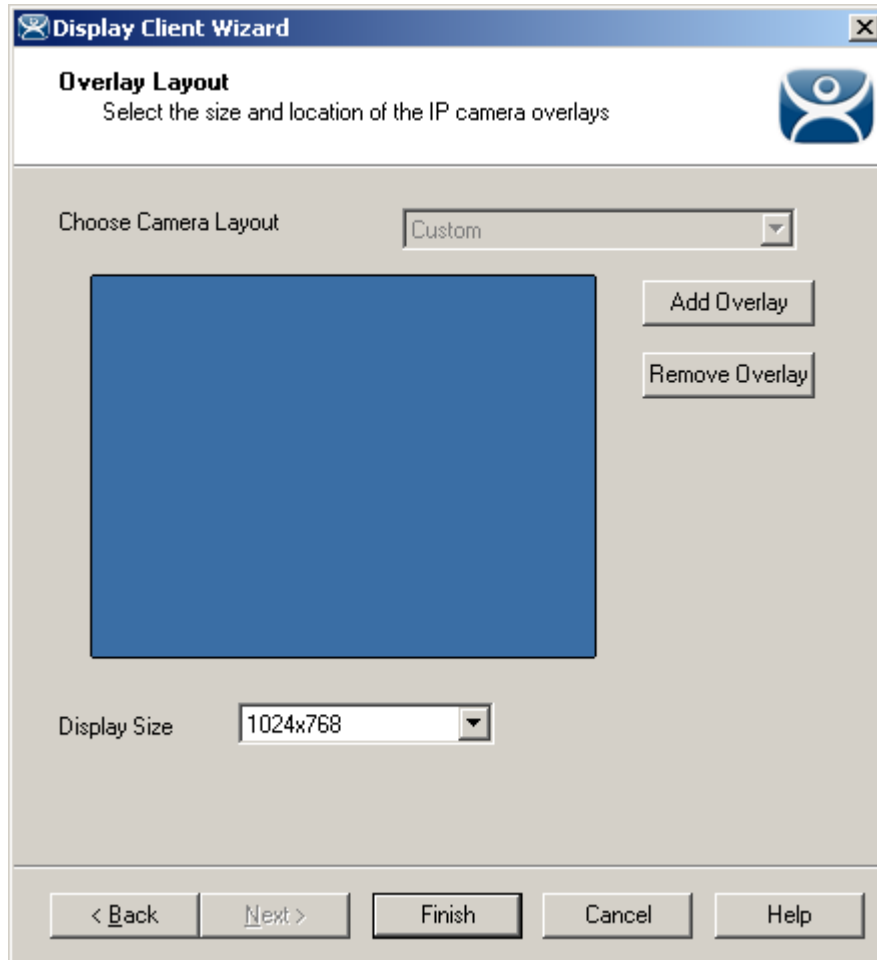 Display Client Wizard
Overlay Layout
Select the size and location of the IP camera overlays
Choose Camera Layout
Custom
Add Overlay
Remove Overlay
Display Size
1024x768
< Back
Next >
Finish
Cancel
Help